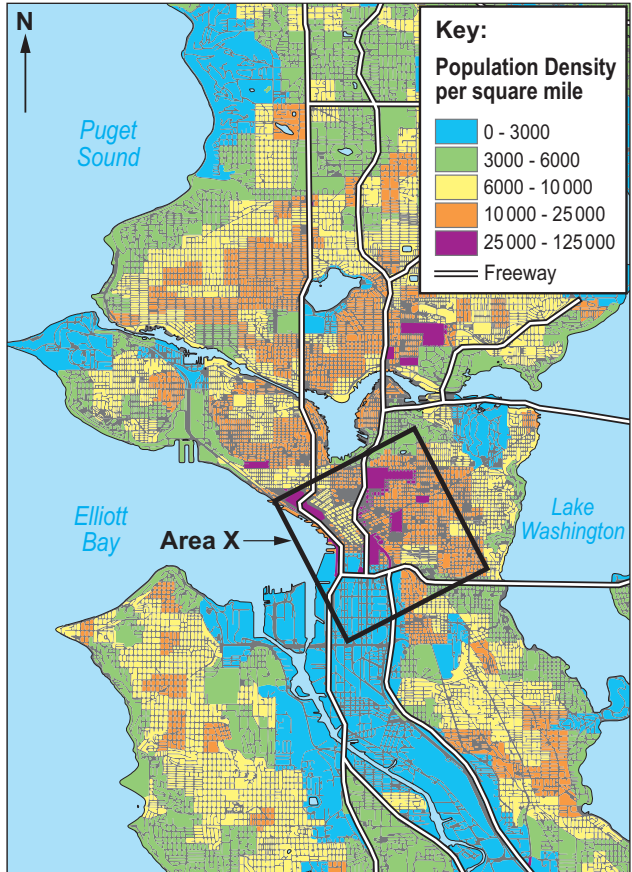 N
Key:
Population Density
per square mile
0 - 3000
3000 - 6000
6000 - 10 000
10 000 - 25 000
25 000 - 125 000
Freeway
Puget
Sound
Elliott
Bay
Area X
Lake
Washington